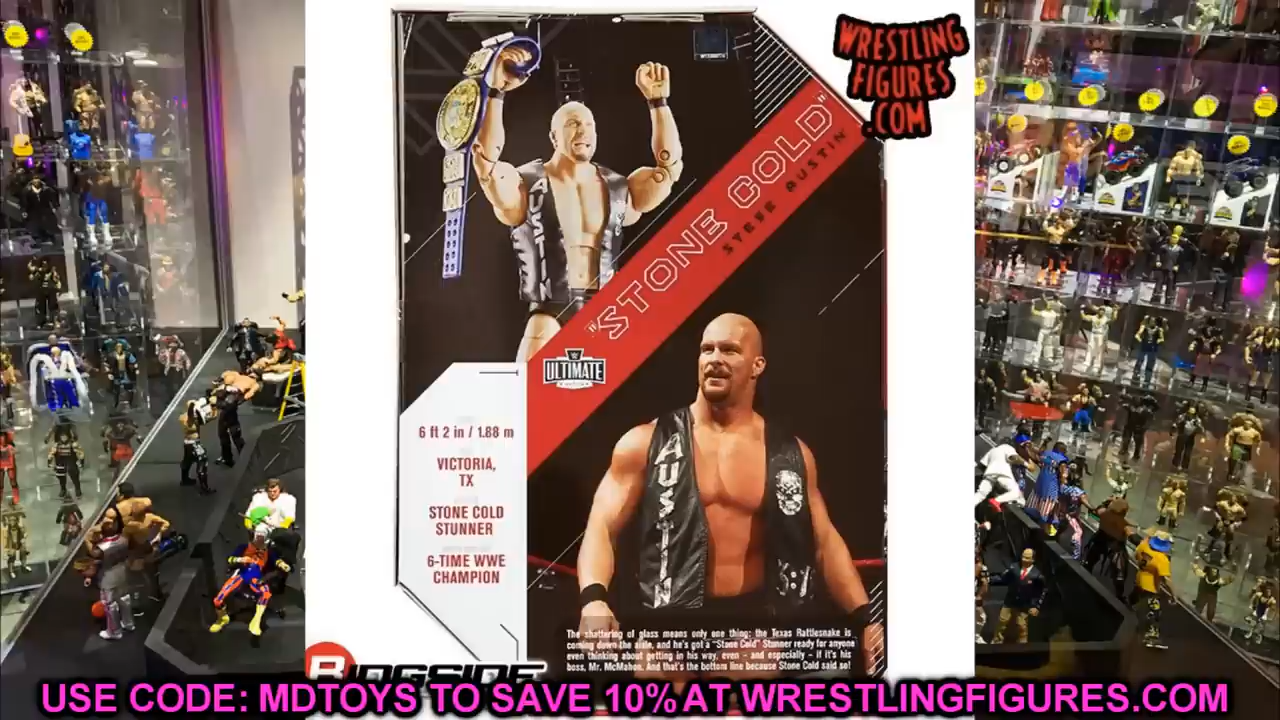 WRESTLING
FIGURES
.COM
"STONE COLD"
STEVE AUSTIN
AUSTIN
ULTIMATE
6 ft 2 in / 1.88 m
VICTORIA,
TX
STONE COLD
STUNNER
6-TIME WWE
CHAMPION
AUSTIN
3:16
The shattering of glass means only one thing: the Texas Rattlesnake is
coming down the aisle, and he's got a "Stone Cold" Stunner ready for anyone
even thinking about getting in his way, even - and especially - if it's his
boss, Mr. McMahon. And that's the bottom line because Stone Cold said so!
RINGSIDE
USE CODE: MDTOYS TO SAVE 10% AT WRESTLINGFIGURES.COM